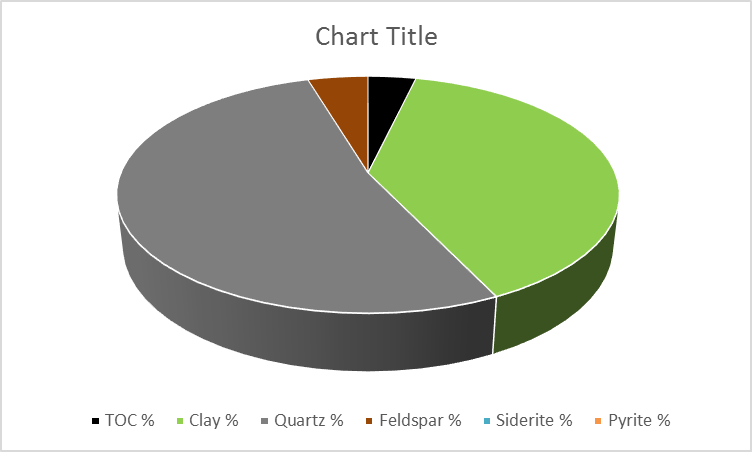 Chart Title
TOC % Clay % Quartz % Feldspar % Siderite % Pyrite %